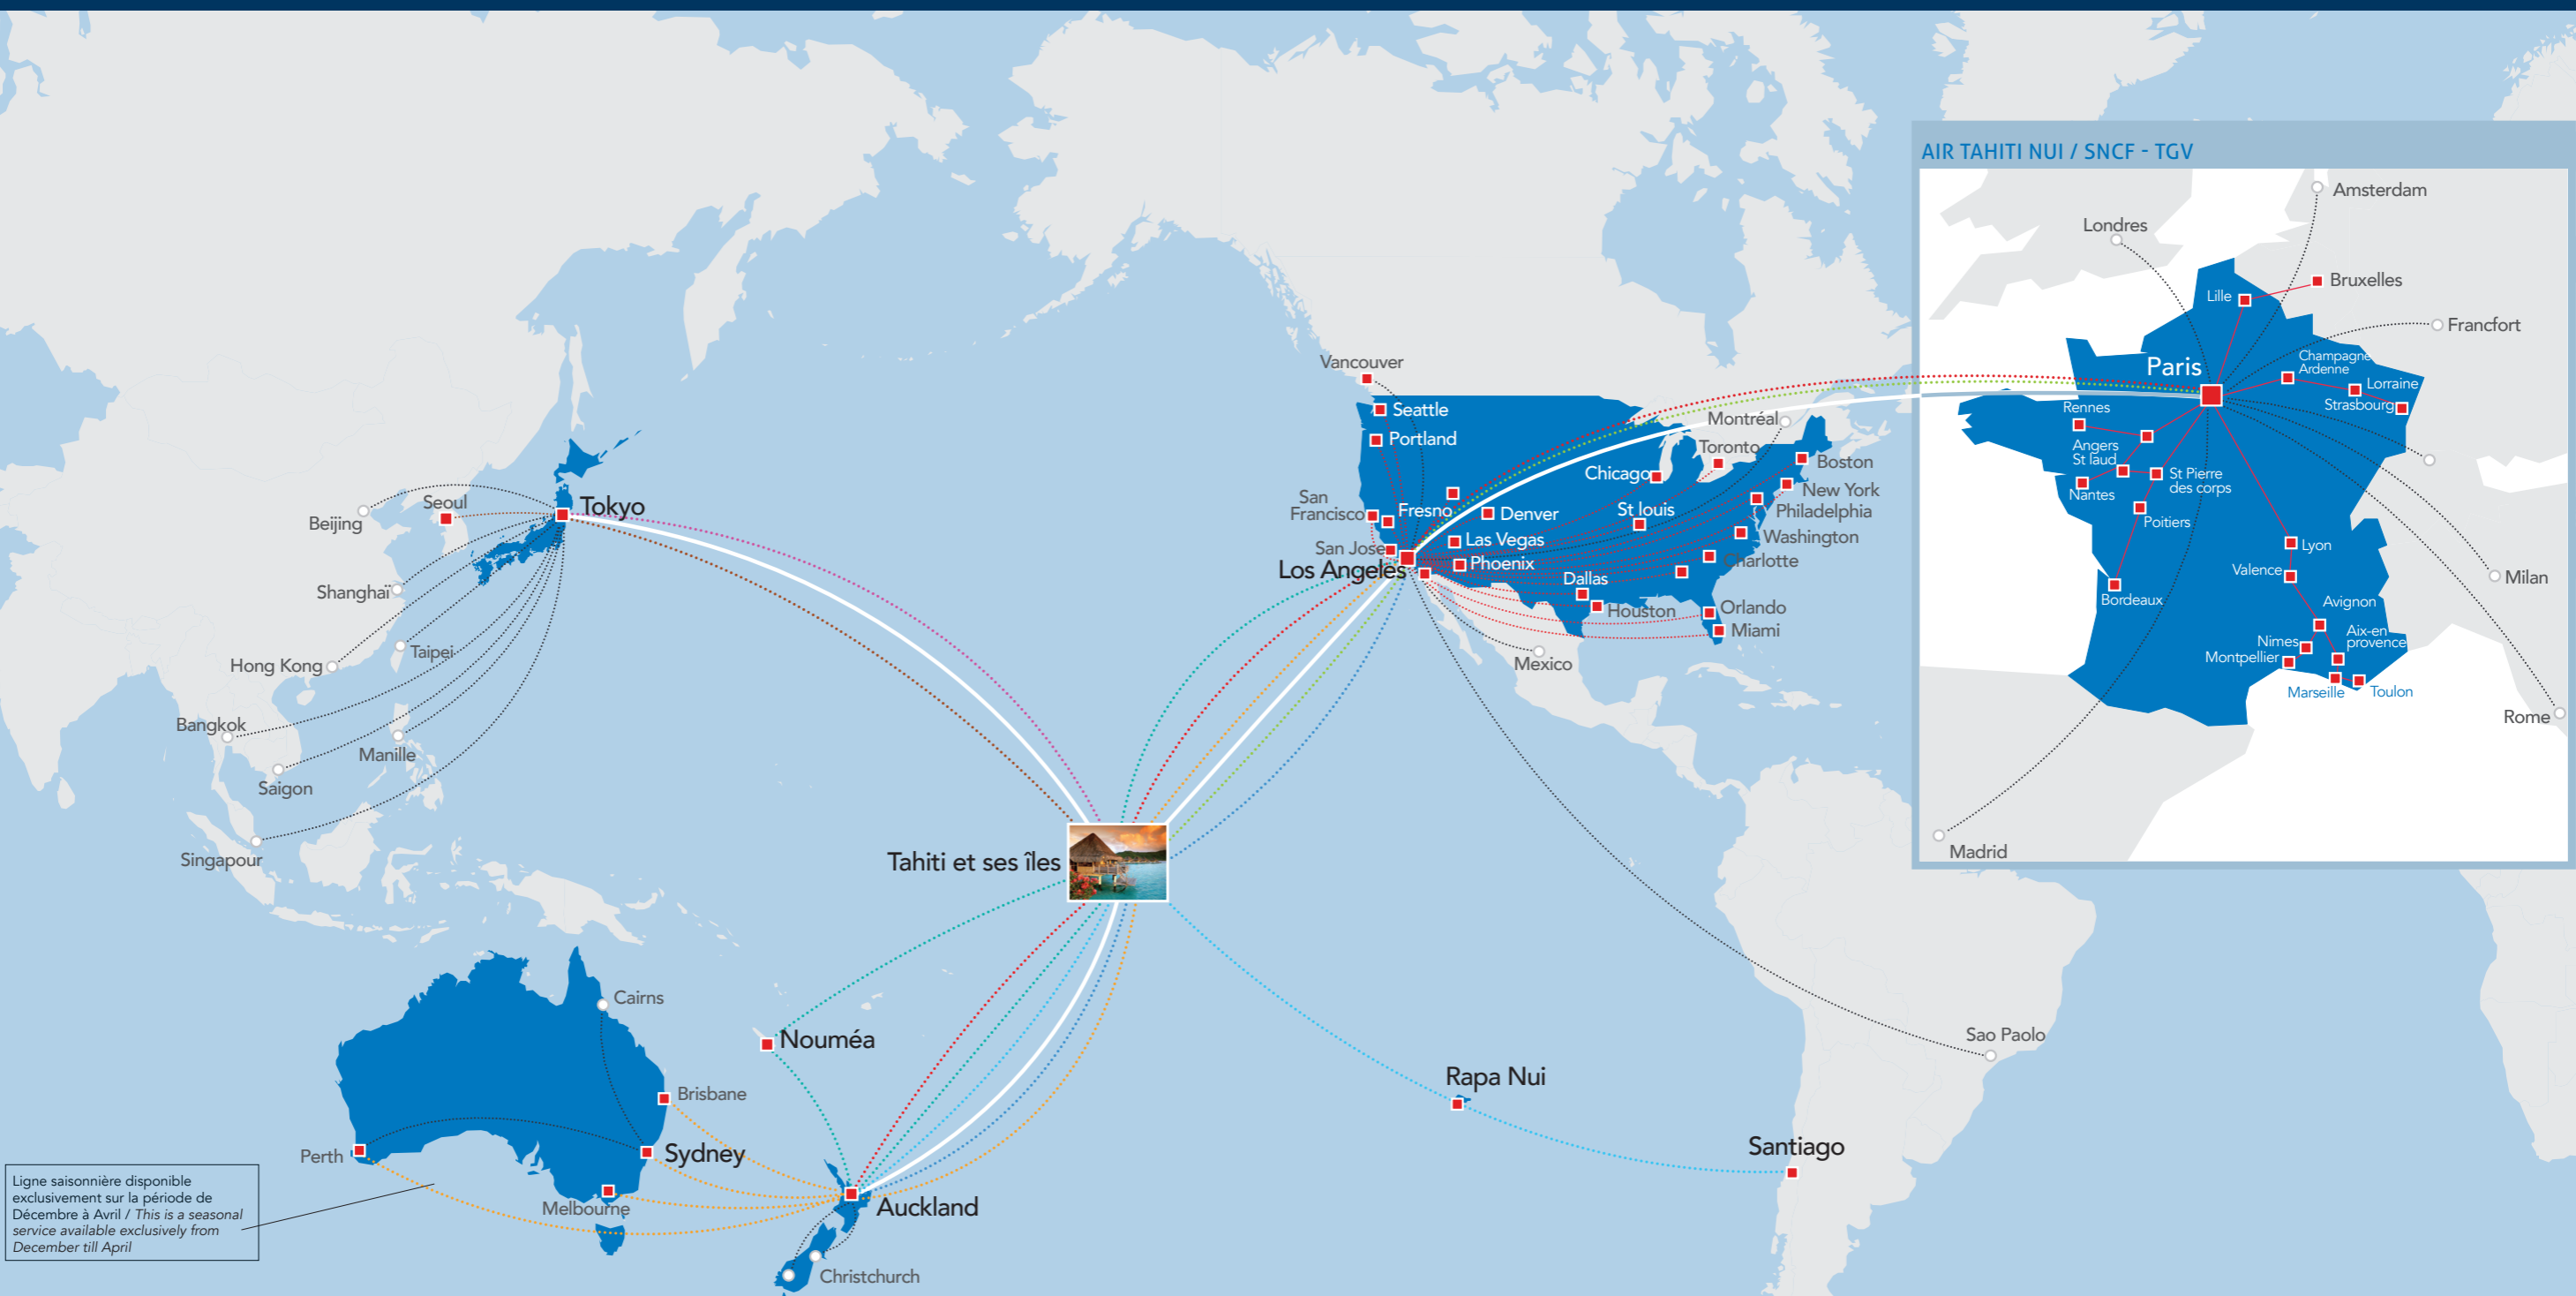 AIR TAHITI NUI / SNCF - TGV
Amsterdam
Londres
Bruxelles
Lille
Francfort
Paris
Champagne
Ardenne
Lorraine
Strasbourg
Rennes
Angers
St laud
St Pierre
des corps
Nantes
Poitiers
Lyon
Valence
Milan
Bordeaux
Avignon
Nimes
Aix-en
provence
Montpellier
Marseille
Toulon
Rome
Madrid
Vancouver
Seattle
Portland
Montréal
Toronto
Boston
Chicago
San
Francisco
Fresno
Denver
St louis
New York
Philadelphia
Las Vegas
Washington
San Jose
Los Angeles
Phoenix
Charlotte
Dallas
Houston
Orlando
Miami
Mexico
Tokyo
Seoul
Beijing
Shanghaï
Taipei
Hong Kong
Bangkok
Manille
Saigon
Singapour
Tahiti et ses îles
Cairns
Nouméa
Brisbane
Rapa Nui
Sao Paolo
Santiago
Perth
Sydney
Melbourne
Auckland
Christchurch
Ligne saisonnière disponible
exclusivement sur la période de
Décembre à Avril / This is a seasonal
service available exclusively from
December till April